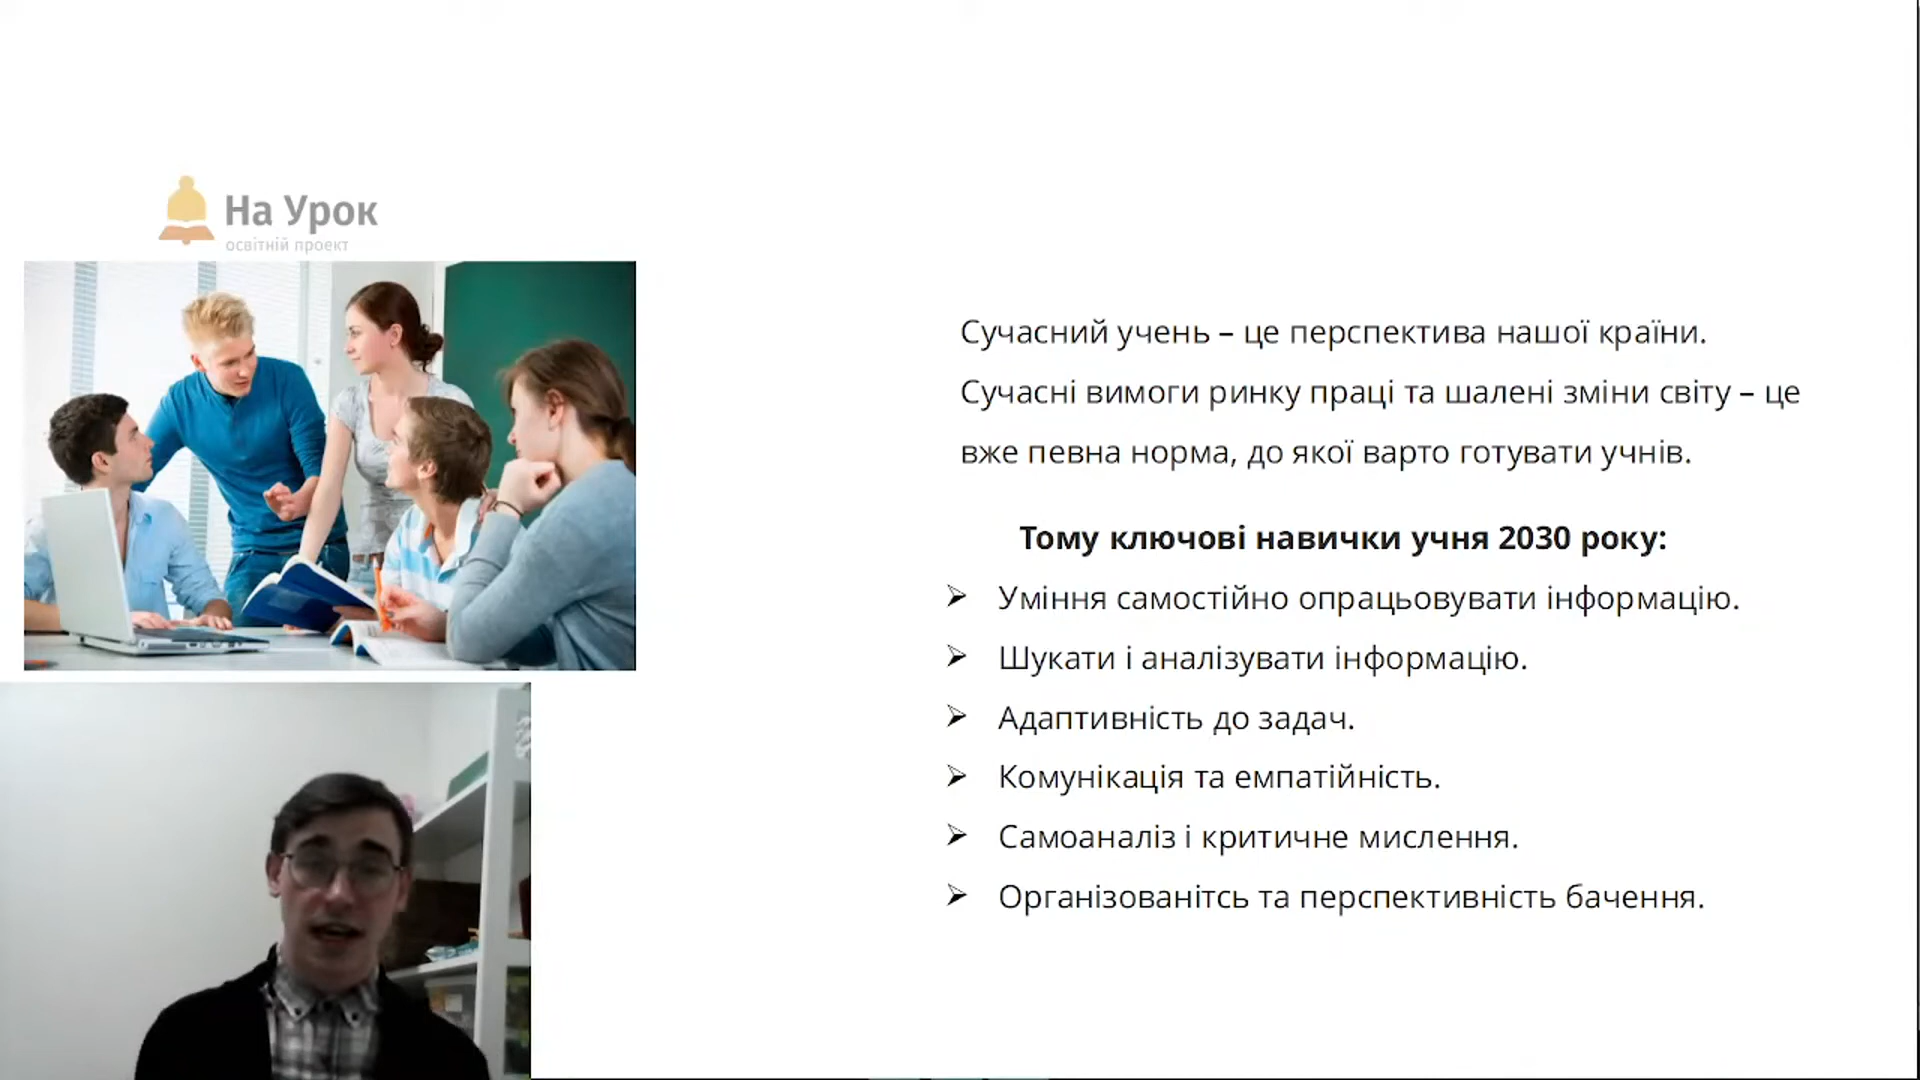 На Урок
освітній проект
Сучасний учень – це перспектива нашої країни.
Сучасні вимоги ринку праці та шалені зміни світу – це
вже певна норма, до якої варто готувати учнів.
Тому ключові навички учня 2030 року:
➢ Уміння самостійно опрацьовувати інформацію.
➢ Шукати і аналізувати інформацію.
➢ Адаптивність до задач.
➢ Комунікація та емпатійність.
➢ Самоаналіз і критичне мислення.
➢ Організованітсь та перспективність бачення.